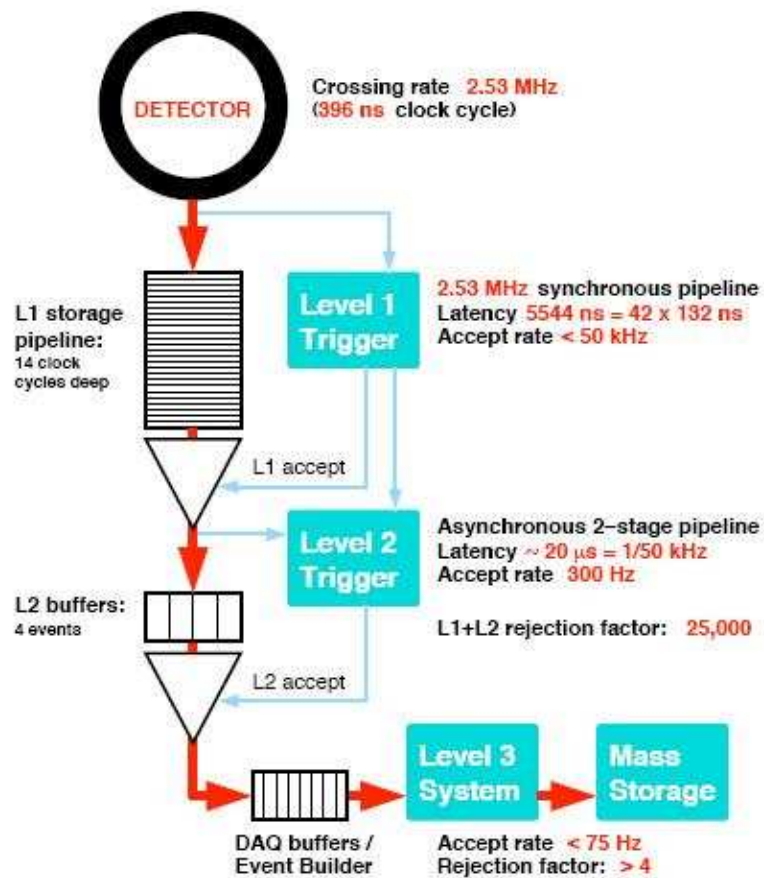 DETECTOR
Crossing rate 2.53 MHz
(396 ns clock cycle)
L1 storage
pipeline:
14 clock
cycles deep
Level 1
Trigger
2.53 MHz synchronous pipeline
Latency 5544 ns = 42 x 132 ns
Accept rate < 50 kHz
L1 accept
Level 2
Trigger
Asynchronous 2–stage pipeline
Latency ~ 20 µs = 1/50 kHz
Accept rate 300 Hz
L2 buffers:
4 events
L1+L2 rejection factor: 25,000
L2 accept
Level 3
System
Mass
Storage
DAQ buffers /
Event Builder
Accept rate < 75 Hz
Rejection factor: > 4